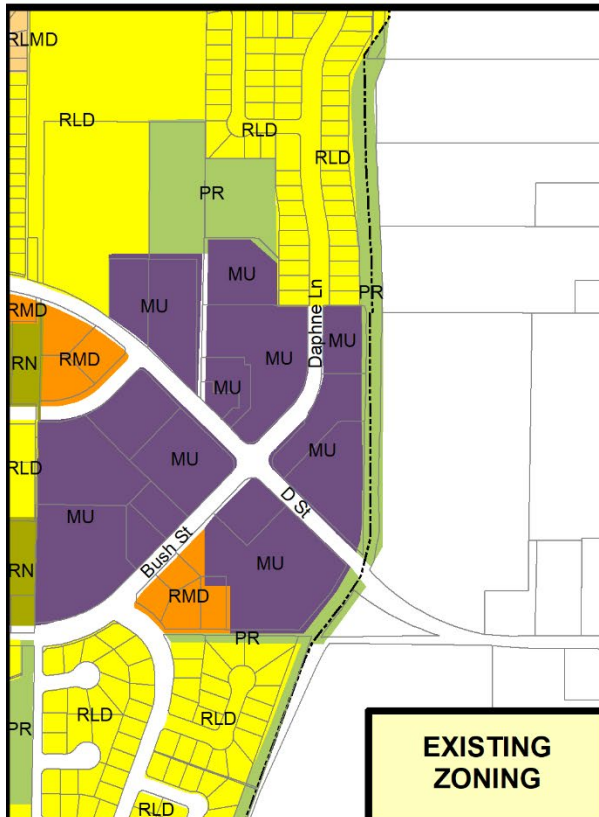 RLMD
RLD
RLD
RLD
PR
MU
MU
Daphne Ln
PR
RMD
RMD
RN
MU
MU
MU
MU
RLD
MU
MU
D St
Bush St
RN
RMD
MU
PR
PR
RLD
RLD
RLD
EXISTING
ZONING